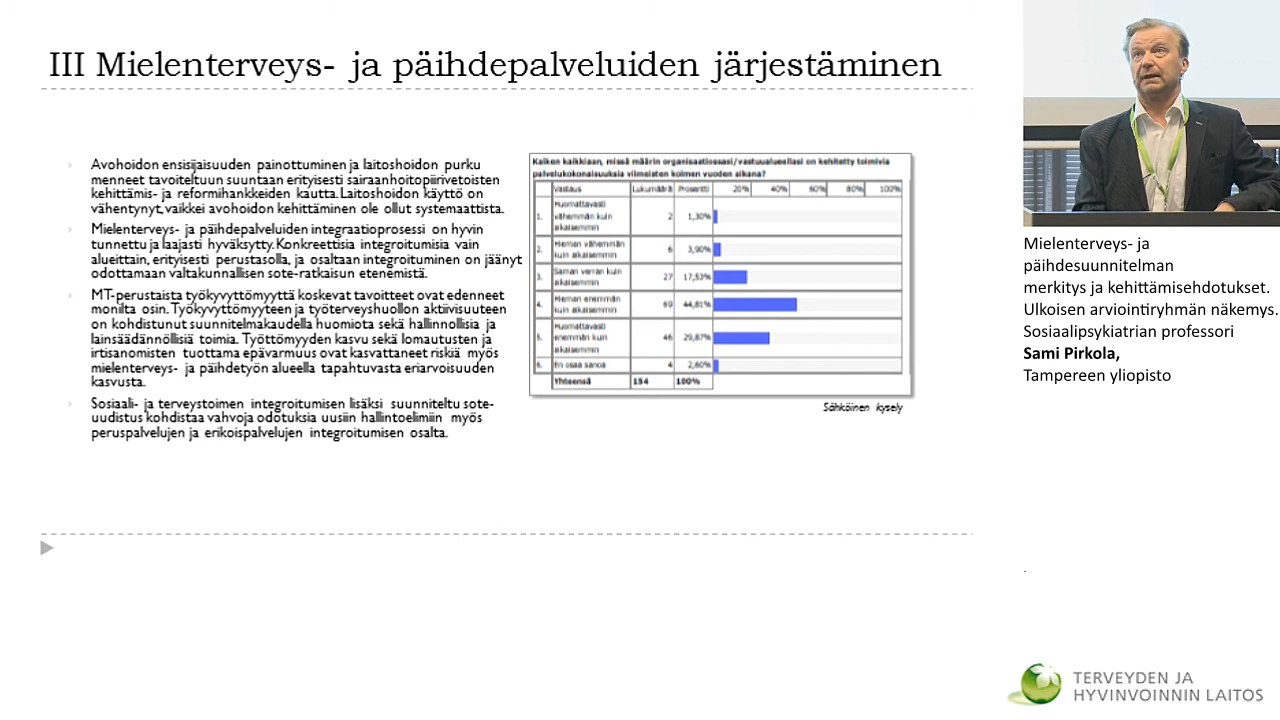 III Mielenterveys- ja päihdepalveluiden järjestäminen
Avohoidon ensisijaisuuden painottuminen ja laitoshoidon purku
menneet tavoiteltuun suuntaan erityisesti sairaanhoitopiirivetoisten
kehittämis- ja reformihankkeiden kautta. Laitoshoidon käyttö on
vähentynyt, vaikkei avohoidon kehittäminen ole ollut systemaattista.
Mielenterveys- ja päihdepalveluiden integraatioprosessi on hyvin
tunnettu ja laajasti hyväksytty. Konkreettisia integroitumisia vain
alueittain, erityisesti perustasolla, ja osaltaan integroituminen on jäänyt
odottamaan valtakunnallisen sote-ratkaisun etenemistä.
MT-perustaista työkyvyttömyyttä koskevat tavoitteet ovat edenneet
monilta osin. Työkyvyttömyyteen ja työterveyshuollon aktiivisuuteen
on kohdistunut suunnitelmakaudella huomiota sekä hallinnollisia ja
lainsäädännöllisiä toimia. Työttömyyden kasvu sekä lomautusten ja
irtisanomisten tuottama epävarmuus ovat kasvattaneet riskiä myös
mielenterveys- ja päihdetyön alueella tapahtuvasta eriarvoisuuden
kasvusta.
Sosiaali- ja terveystoimen integroitumisen lisäksi suunniteltu sote-
uudistus kohdistaa vahvoja odotuksia uusiin hallintoelimiin myös
peruspalvelujen ja erikoispalvelujen integroitumisen osalta.
Kaiken kaikkiaan, missä määrin organisaatiossasi/vastuualueellasi on kehitetty toimivia
palvelukokonaisuuksia viimeisten kolmen vuoden aikana?
Vastaus Lukumäärä Prosentti 20% 40% 60% 80% 100%
1. Huomattavasti vähemmän kuin aikaisemmin 2 1,30%
2. Hieman vähemmän kuin aikaisemmin 6 3,90%
3. Saman verran kuin aikaisemmin 27 17,53%
4. Hieman enemmän kuin aikaisemmin 69 44,81%
5. Huomattavasti enemmän kuin aikaisemmin 46 29,87%
6. En osaa sanoa 4 2,60%
Yhteensä 154 100%
Sähköinen kysely
Mielenterveys- ja
päihdesuunnitelman
merkitys ja kehittämisehdotukset.
Ulkoisen arviointiryhmän näkemys.
Sosiaalipsykiatrian professori
Sami Pirkola,
Tampereen yliopisto
.
TERVEYDEN JA
HYVINVOINNIN LAITOS